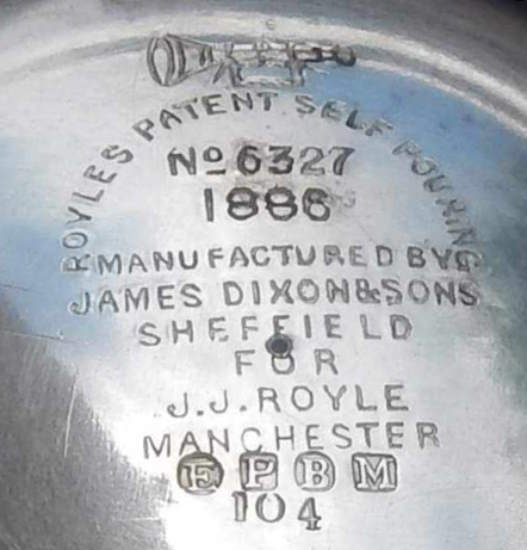 ROYLES PATENT SELF POURING
No 6327
1886
MANUFACTURED BY
JAMES DIXON & SONS
SHEFFIELD
FOR
J.J. ROYLE
MANCHESTER
E P B M
104